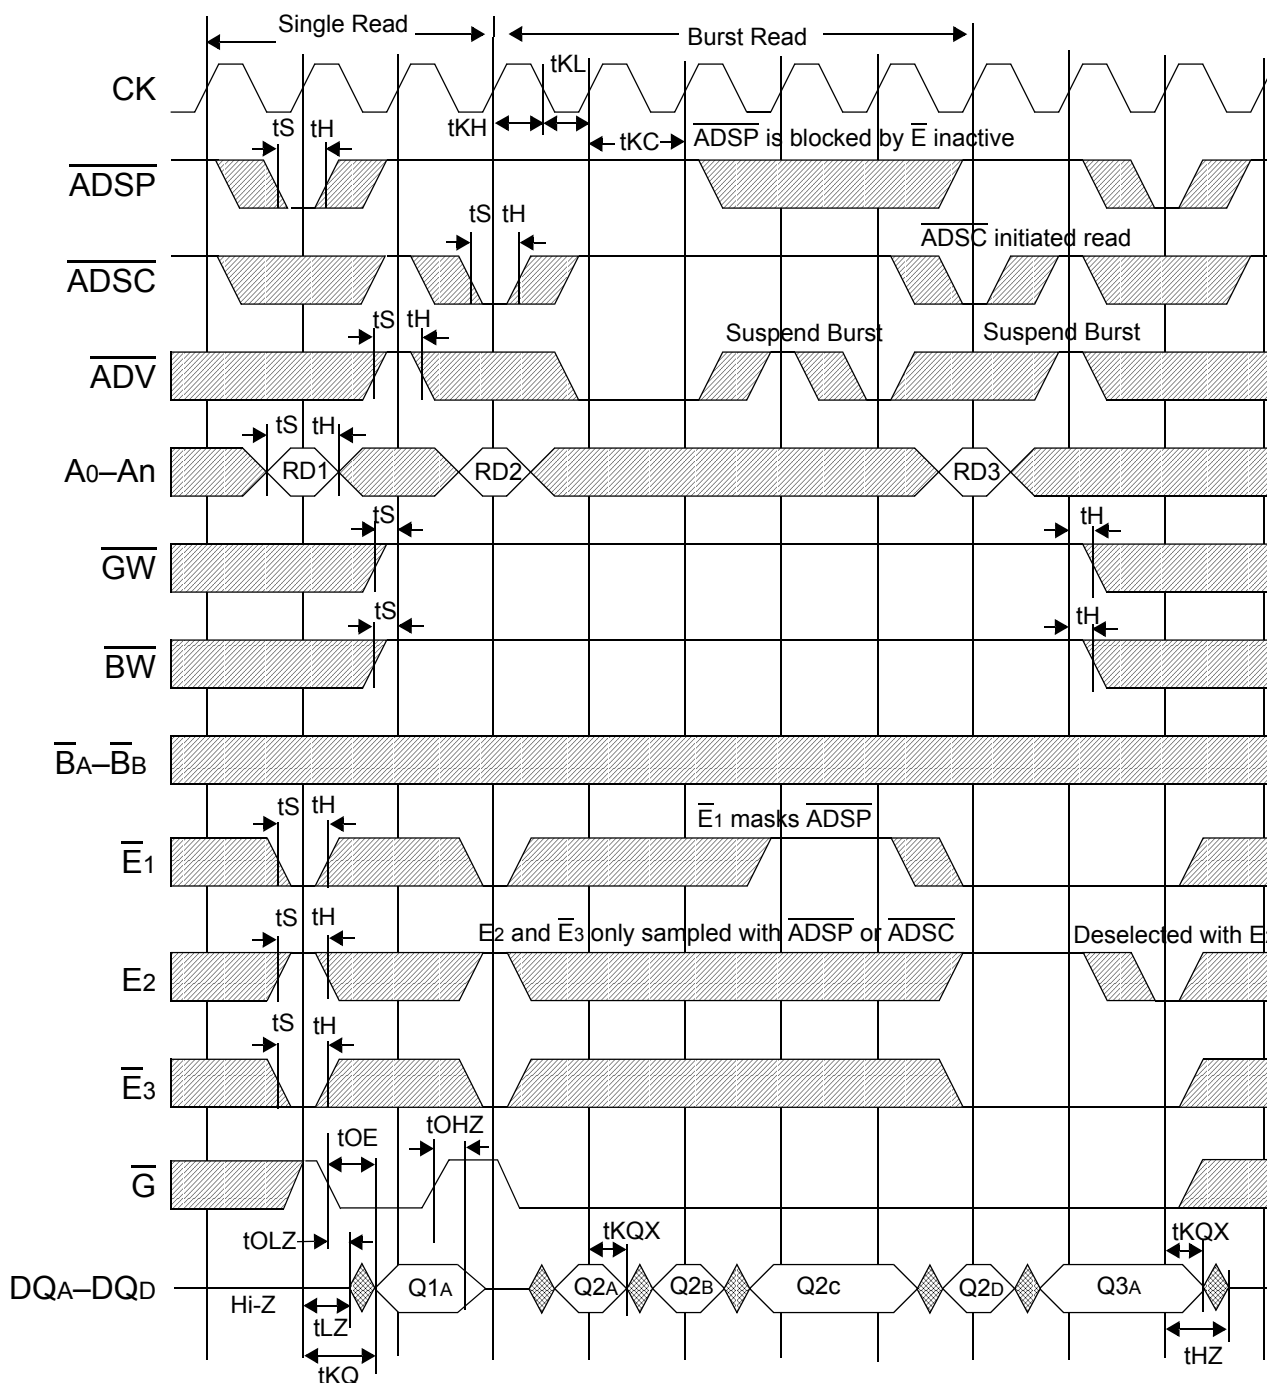 Single Read
Burst Read
CK
tKL
tS tH
tKH
tKC
ADSP is blocked by E inactive
ADSP
tS tH
ADSC initiated read
ADSC
tS tH
Suspend Burst
Suspend Burst
ADV
tS tH
A0–An
RD1
RD2
RD3
tS
tH
GW
tS
tH
BW
BA–BB
tS tH
E1 masks ADSP
E1
tS tH
E2 and E3 only sampled with ADSP or ADSC
Deselected with E
E2
tS tH
E3
tOE
tOHZ
G
tOLZ
tKQX
tKQX
DQA–DQD
Hi-Z
Q1A
Q2A
Q2B
Q2c
Q2D
Q3A
tLZ
tHZ
tKQ